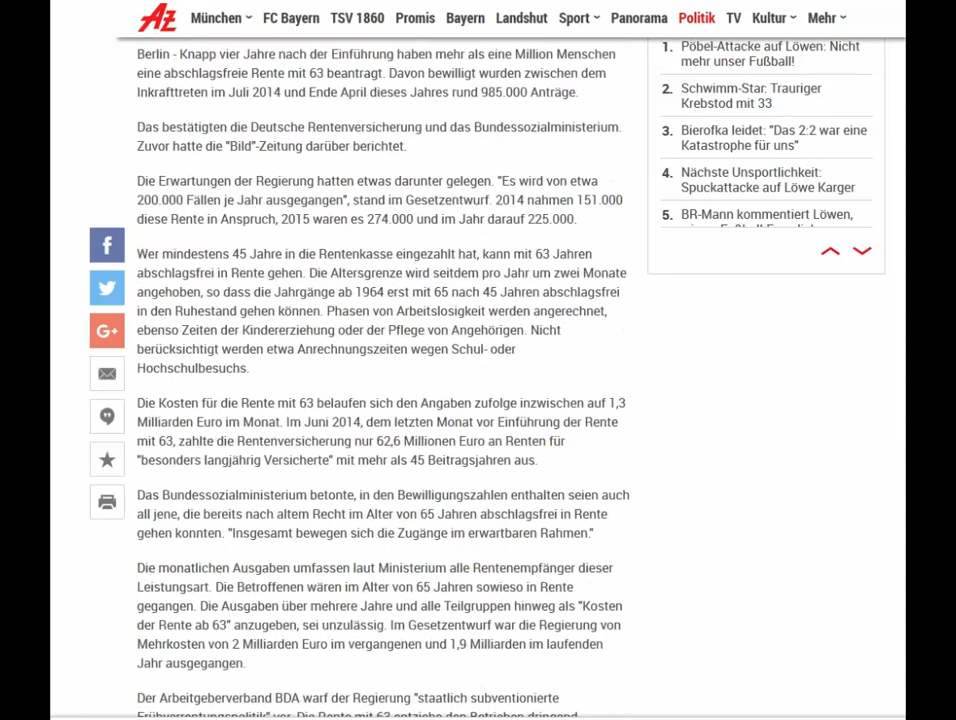 AZ
München
FC Bayern
TSV 1860
Promis
Bayern
Landshut
Sport
Panorama
Politik
TV
Kultur
Mehr
Berlin - Knapp vier Jahre nach der Einführung haben mehr als eine Million Menschen
eine abschlagsfreie Rente mit 63 beantragt. Davon bewilligt wurden zwischen dem
Inkrafttreten im Juli 2014 und Ende April dieses Jahres rund 985.000 Anträge.
Das bestätigten die Deutsche Rentenversicherung und das Bundessozialministerium.
Zuvor hatte die "Bild"-Zeitung darüber berichtet.
Die Erwartungen der Regierung hatten etwas darunter gelegen. "Es wird von etwa
200.000 Fällen je Jahr ausgegangen", stand im Gesetzentwurf. 2014 nahmen 151.000
diese Rente in Anspruch, 2015 waren es 274.000 und im Jahr darauf 225.000.
Wer mindestens 45 Jahre in die Rentenkasse eingezahlt hat, kann mit 63 Jahren
abschlagsfrei in Rente gehen. Die Altersgrenze wird seitdem pro Jahr um zwei Monate
angehoben, so dass die Jahrgänge ab 1964 erst mit 65 nach 45 Jahren abschlagsfrei
in den Ruhestand gehen können. Phasen von Arbeitslosigkeit werden angerechnet,
ebenso Zeiten der Kindererziehung oder der Pflege von Angehörigen. Nicht
berücksichtigt werden etwa Anrechnungszeiten wegen Schul- oder
Hochschulbesuchs.
Die Kosten für die Rente mit 63 belaufen sich den Angaben zufolge inzwischen auf 1,3
Milliarden Euro im Monat. Im Juni 2014, dem letzten Monat vor Einführung der Rente
mit 63, zahlte die Rentenversicherung nur 62,6 Millionen Euro an Renten für
"besonders langjährig Versicherte" mit mehr als 45 Beitragsjahren aus.
Das Bundessozialministerium betonte, in den Bewilligungszahlen enthalten seien auch
all jene, die bereits nach altem Recht im Alter von 65 Jahren abschlagsfrei in Rente
gehen konnten. "Insgesamt bewegen sich die Zugänge im erwartbaren Rahmen."
Die monatlichen Ausgaben umfassen laut Ministerium alle Rentenempfänger dieser
Leistungsart. Die Betroffenen wären im Alter von 65 Jahren sowieso in Rente
gegangen. Die Ausgaben über mehrere Jahre und alle Teilgruppen hinweg als "Kosten
der Rente ab 63" anzugeben, sei unzulässig. Im Gesetzentwurf war die Regierung von
Mehrkosten von 2 Milliarden Euro im vergangenen und 1,9 Milliarden im laufenden
Jahr ausgegangen.
Der Arbeitgeberverband BDA warf der Regierung "staatlich subventionierte
Frühverrentungspolitik" vor. Die Rente mit 63 entziehe den Betrieben dringend
1. Pöbel-Attacke auf Löwen: Nicht
mehr unser Fußball!
2. Schwimm-Star: Trauriger
Krebstod mit 33
3. Bierofka leidet: "Das 2:2 war eine
Katastrophe für uns"
4. Nächste Unsportlichkeit:
Spuckattacke auf Löwe Karger
5. BR-Mann kommentiert Löwen,
f
G+